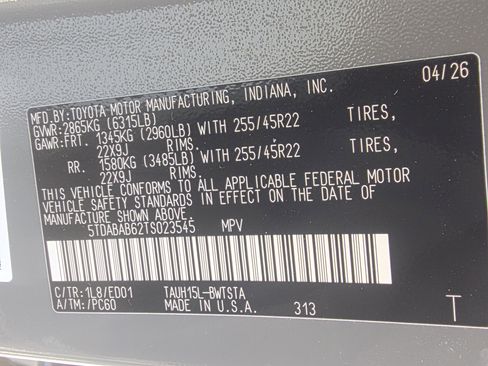 04/26
MFD.BY:TOYOTA MOTOR MANUFACTURING, INDIANA, INC.
GVWR:2865KG (6315LB)
GAWR:FRT. 1345KG (2960LB) WITH 255/45R22 TIRES,
22X9J RIMS.
RR. 1580KG (3485LB) WITH 255/45R22 TIRES,
22X9J RIMS.
THIS VEHICLE CONFORMS TO ALL APPLICABLE FEDERAL MOTOR
VEHICLE SAFETY STANDARDS IN EFFECT ON THE DATE OF
MANUFACTURE SHOWN ABOVE.
5TDABAB62TS023545 MPV
C/TR:1L8/ED01 TAUH15L-BWTSTA
A/TM:/PC60 MADE IN U.S.A. 313 T